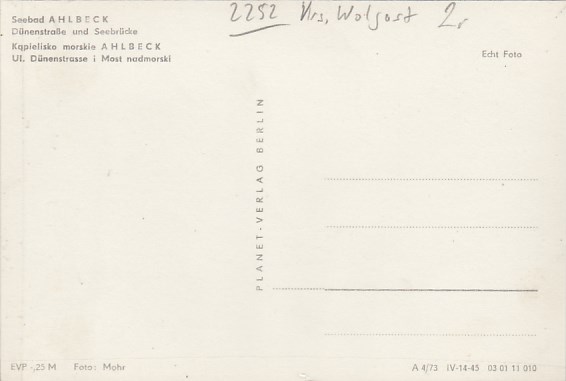 2252 Krs, Wolgast 2,
Seebad AHLBECK
Dünenstraße und Seebrücke
Kąpielisko morskie AHLBECK
Ul. Dünenstrasse i Most nadmorski
Echt Foto
PLANET-VERLAG BERLIN
EVP -,25 M Foto: Mohr
A 4/73 IV-14-45 03 01 11 010